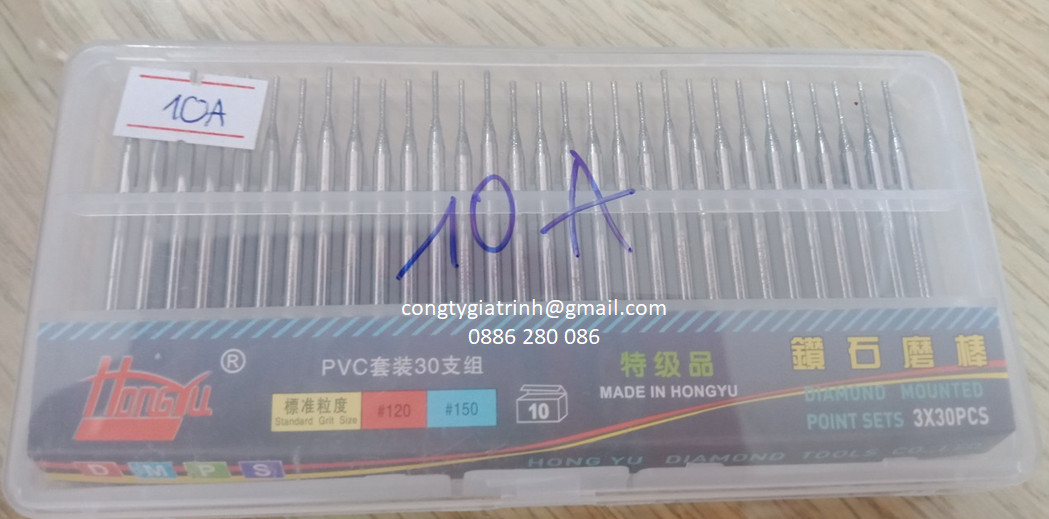 10A
10A
congtygiatrinh@gmail.com
0886 280 086
HONGYU ®
PVC套装30支组
標准粒度
Standard Grit Size
#120
#150
10
特级品
MADE IN HONGYU
鑽石磨棒
DIAMOND MOUNTED
POINT SETS 3X30PCS
D M P S
HONG YU DIAMOND TOOLS CO.